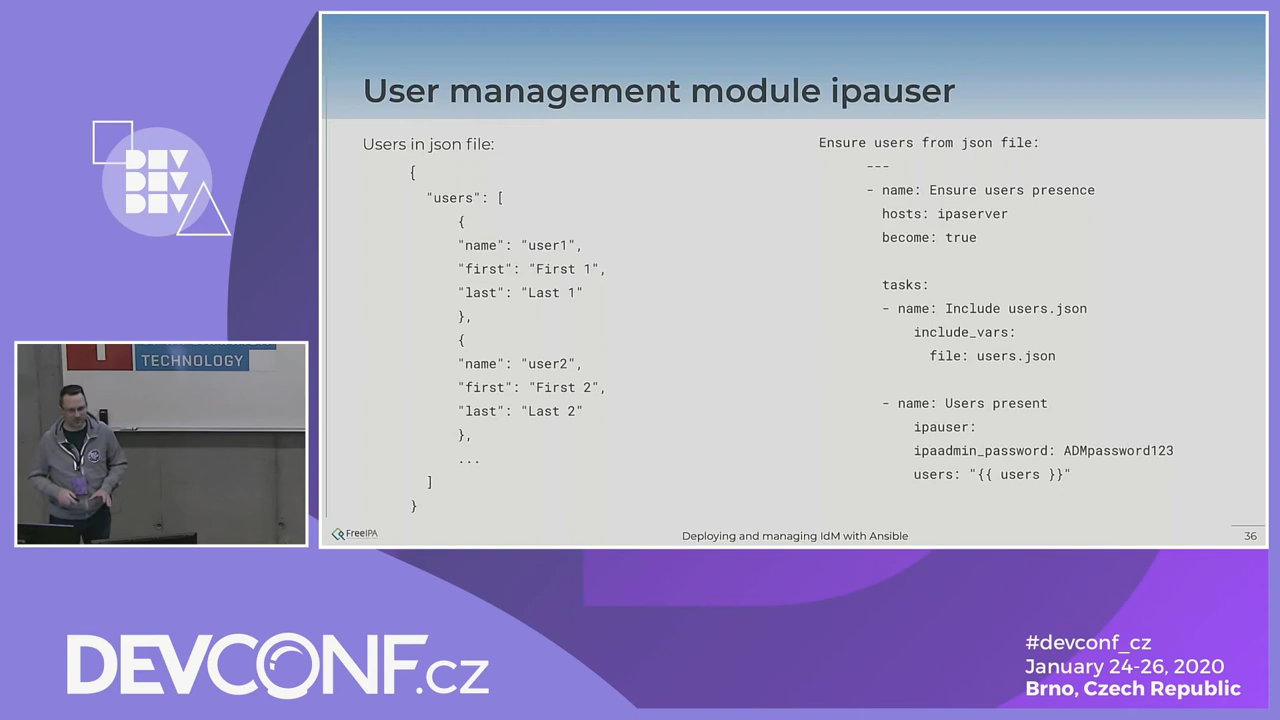 User management module ipauser
Users in json file:
{
"users": [
{
"name": "user1",
"first": "First 1",
"last": "Last 1"
},
{
"name": "user2",
"first": "First 2",
"last": "Last 2"
},
...
]
}
Ensure users from json file:
---
- name: Ensure users presence
hosts: ipaserver
become: true
tasks:
- name: Include users.json
include_vars:
file: users.json
- name: Users present
ipauser:
ipaadmin_password: ADMpassword123
users: "{{ users }}"
FreeIPA
Deploying and managing IdM with Ansible
36
DEV
DEV
DEV
TECHNOLOGY
DEVCONF.cz
#devconf_cz
January 24-26, 2020
Brno, Czech Republic